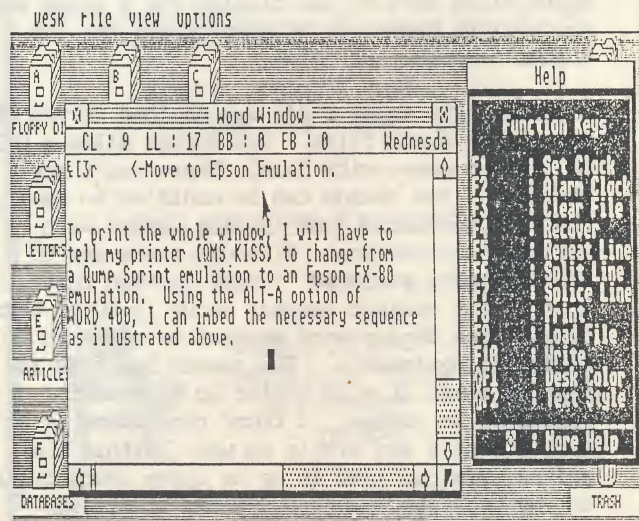 Desk File View Options
A
B
C
FLOPPY DI
D
LETTERS
E
ARTICLE
F
DATABASES
Word Window
CL : 9 LL : 17 BB : 0 EB : 0 Wednesda
E[3r <-Move to Epson Emulation.
To print the whole window, I will have to
tell my printer (QMS KISS) to change from
a Qume Sprint emulation to an Epson FX-80
emulation. Using the ALT-A option of
WORD 400, I can imbed the necessary sequence
as illustrated above.
Help
Function Keys
F1 : Set Clock
F2 : Alarm Clock
F3 : Clear File
F4 : Recover
F5 : Repeat Line
F6 : Split Line
F7 : Splice Line
F8 : Print
F9 : Load File
F10 : Write
F1 : Desk Color
F2 : Text Style
: More Help
TRASH